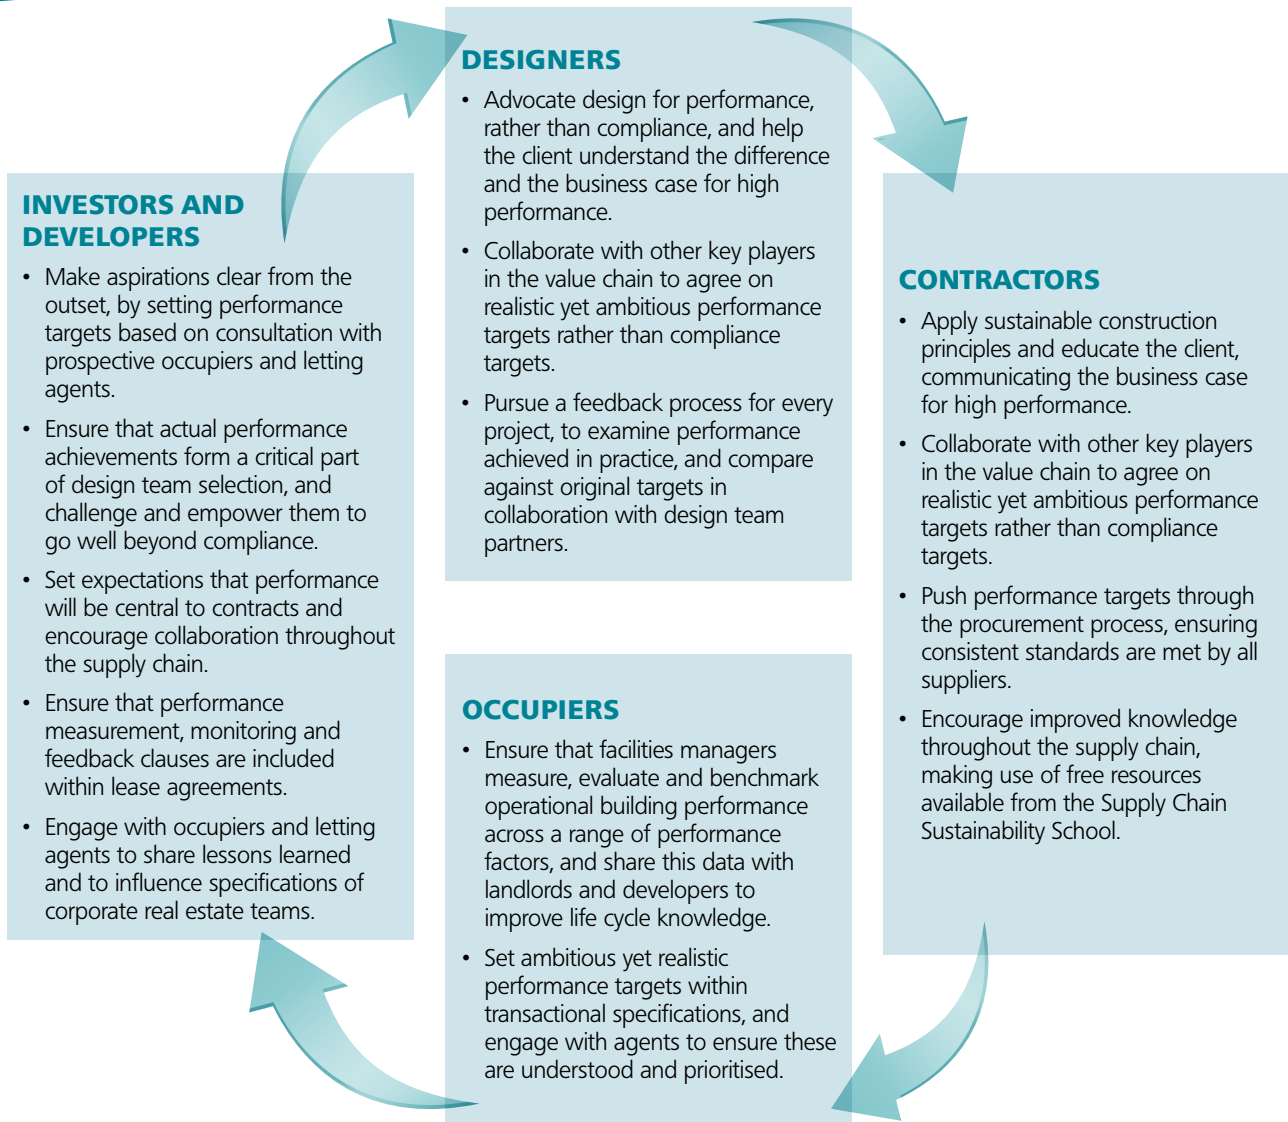 INVESTORS AND
DEVELOPERS
• Make aspirations clear from the
outset, by setting performance
targets based on consultation with
prospective occupiers and letting
agents.
• Ensure that actual performance
achievements form a critical part
of design team selection, and
challenge and empower them to
go well beyond compliance.
• Set expectations that performance
will be central to contracts and
encourage collaboration throughout
the supply chain.
• Ensure that performance
measurement, monitoring and
feedback clauses are included
within lease agreements.
• Engage with occupiers and letting
agents to share lessons learned
and to influence specifications of
corporate real estate teams.
DESIGNERS
• Advocate design for performance,
rather than compliance, and help
the client understand the difference
and the business case for high
performance.
• Collaborate with other key players
in the value chain to agree on
realistic yet ambitious performance
targets rather than compliance
targets.
• Pursue a feedback process for every
project, to examine performance
achieved in practice, and compare
against original targets in
collaboration with design team
partners.
CONTRACTORS
• Apply sustainable construction
principles and educate the client,
communicating the business case
for high performance.
• Collaborate with other key players
in the value chain to agree on
realistic yet ambitious performance
targets rather than compliance
targets.
• Push performance targets through
the procurement process, ensuring
consistent standards are met by all
suppliers.
• Encourage improved knowledge
throughout the supply chain,
making use of free resources
available from the Supply Chain
Sustainability School.
OCCUPIERS
• Ensure that facilities managers
measure, evaluate and benchmark
operational building performance
across a range of performance
factors, and share this data with
landlords and developers to
improve life cycle knowledge.
• Set ambitious yet realistic
performance targets within
transactional specifications, and
engage with agents to ensure these
are understood and prioritised.